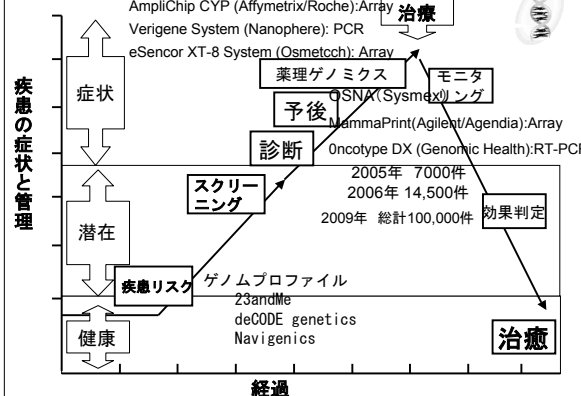 AmpliChip CYP (Affymetrix/Roche):Array
Verigene System (Nanophere): PCR
eSencor XT-8 System (Osmetcch): Array
治療
薬理ゲノミクス
モニタリング
OSNA(Sysmex)
予後
MammaPrint(Agilent/Agendia):Array
0ncotype DX (Genomic Health):RT-PCR
診断
2005年 7000件
2006年 14,500件
2009年 総計100,000件
スクリーニング
効果判定
疾患リスク
ゲノムプロファイル
23andMe
deCODE genetics
Navigenics
治癒
症状
潜在
健康
疾患の症状と管理
経過